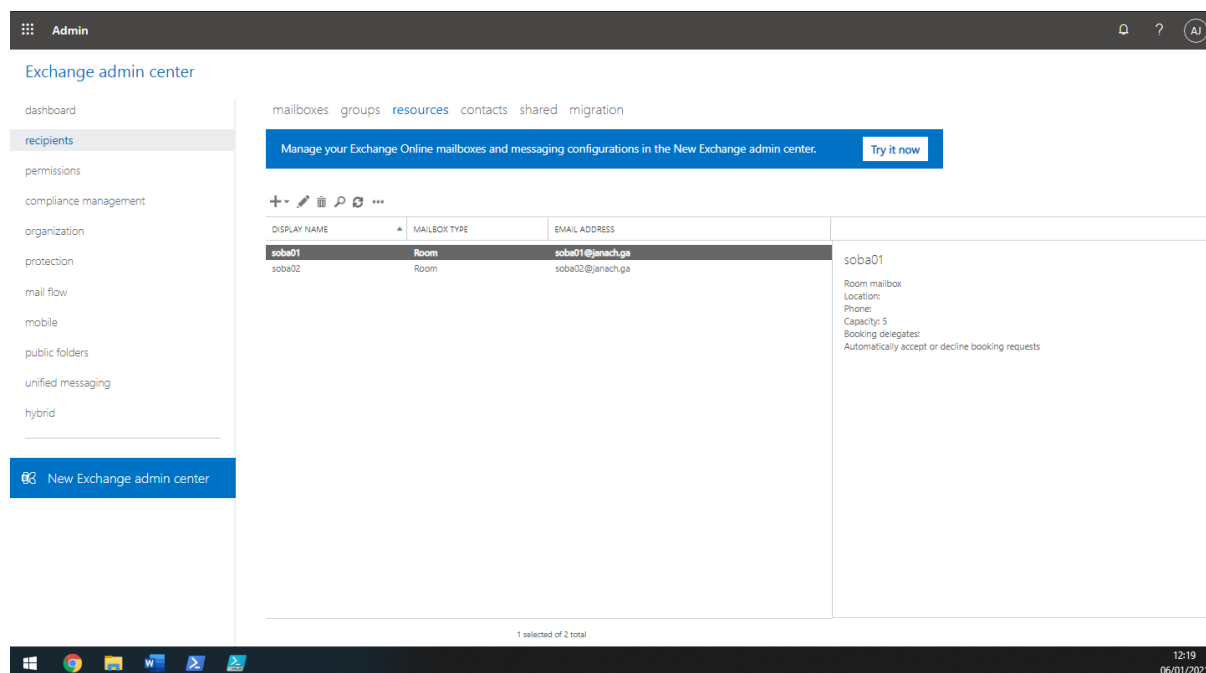 Admin
?
AJ
Exchange admin center
dashboard
recipients
permissions
compliance management
organization
protection
mail flow
mobile
public folders
unified messaging
hybrid
New Exchange admin center
mailboxes groups resources contacts shared migration
Manage your Exchange Online mailboxes and messaging configurations in the New Exchange admin center. Try it now
DISPLAY NAME MAILBOX TYPE EMAIL ADDRESS
soba01 Room soba01@janach.ga
soba02 Room soba02@janach.ga
soba01
Room mailbox
Location:
Phone:
Capacity: 5
Booking delegates:
Automatically accept or decline booking requests
1 selected of 2 total
12:19
06/01/2021